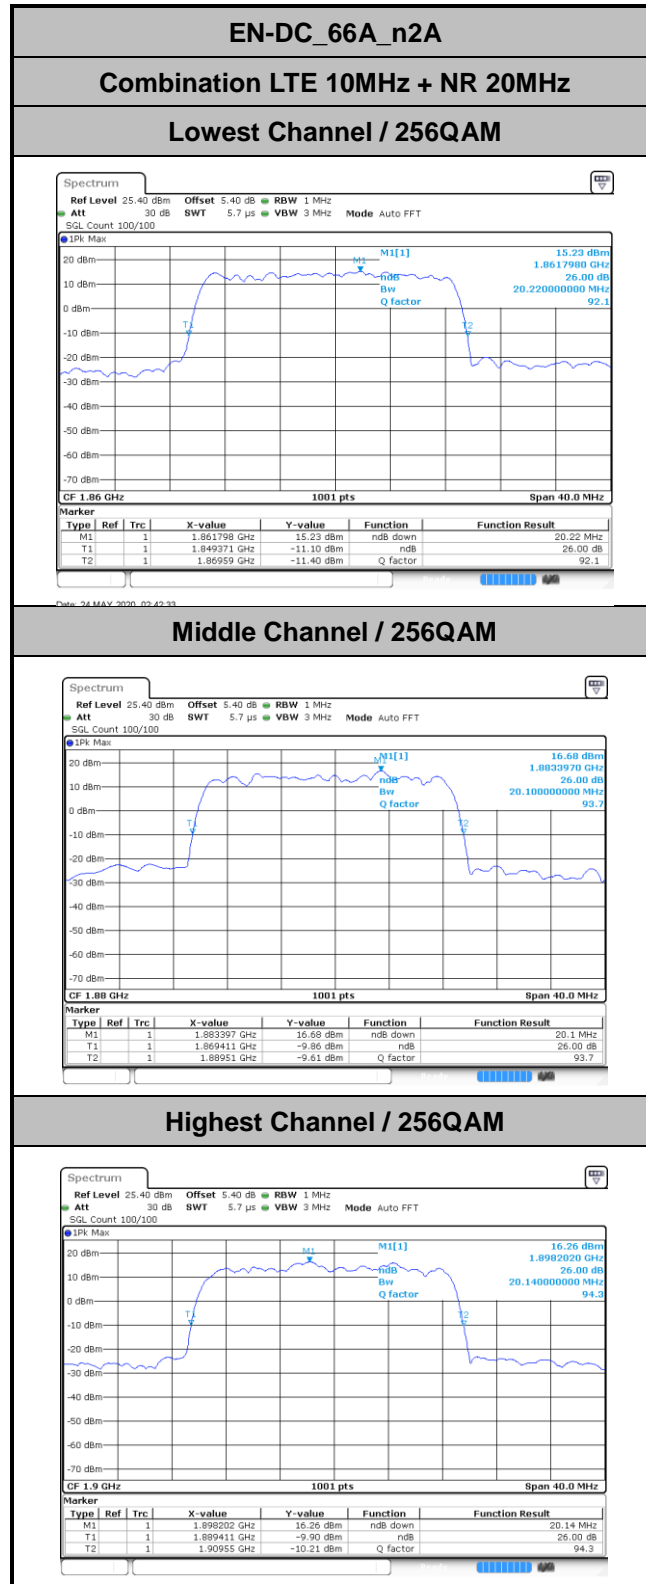 EN-DC_66A_n2A
Combination LTE 10MHz + NR 20MHz
Lowest Channel / 256QAM
Spectrum
Ref Level 25.40 dBm Offset 5.40 dB RBW 1 MHz
Att 30 dB SWT 5.7 µs VBW 3 MHz Mode Auto FFT
SGL Count 100/100
1Pk Max
M1[1] 15.23 dBm
1.8617980 GHz
ndB 26.00 dB
Bw 20.220000000 MHz
Q factor 92.1
M1
T1
T2
20 dBm
10 dBm
0 dBm
-10 dBm
-20 dBm
-30 dBm
-40 dBm
-50 dBm
-60 dBm
-70 dBm
CF 1.86 GHz 1001 pts Span 40.0 MHz
Marker
Type Ref Trc X-value Y-value Function Function Result
M1 1 1.861798 GHz 15.23 dBm ndB down 20.22 MHz
T1 1 1.849371 GHz -11.10 dBm ndB 26.00 dB
T2 1 1.86959 GHz -11.40 dBm Q factor 92.1
Date: 24 MAY 2020 02:42:33
Middle Channel / 256QAM
Spectrum
Ref Level 25.40 dBm Offset 5.40 dB RBW 1 MHz
Att 30 dB SWT 5.7 µs VBW 3 MHz Mode Auto FFT
SGL Count 100/100
1Pk Max
M1[1] 16.68 dBm
1.8833970 GHz
ndB 26.00 dB
Bw 20.100000000 MHz
Q factor 93.7
M1
T1
T2
20 dBm
10 dBm
0 dBm
-10 dBm
-20 dBm
-30 dBm
-40 dBm
-50 dBm
-60 dBm
-70 dBm
CF 1.88 GHz 1001 pts Span 40.0 MHz
Marker
Type Ref Trc X-value Y-value Function Function Result
M1 1 1.883397 GHz 16.68 dBm ndB down 20.1 MHz
T1 1 1.869411 GHz -9.86 dBm ndB 26.00 dB
T2 1 1.88951 GHz -9.61 dBm Q factor 93.7
Highest Channel / 256QAM
Spectrum
Ref Level 25.40 dBm Offset 5.40 dB RBW 1 MHz
Att 30 dB SWT 5.7 µs VBW 3 MHz Mode Auto FFT
SGL Count 100/100
1Pk Max
M1[1] 16.26 dBm
1.8982020 GHz
ndB 26.00 dB
Bw 20.140000000 MHz
Q factor 94.3
M1
T1
T2
20 dBm
10 dBm
0 dBm
-10 dBm
-20 dBm
-30 dBm
-40 dBm
-50 dBm
-60 dBm
-70 dBm
CF 1.9 GHz 1001 pts Span 40.0 MHz
Marker
Type Ref Trc X-value Y-value Function Function Result
M1 1 1.898202 GHz 16.26 dBm ndB down 20.14 MHz
T1 1 1.889411 GHz -9.90 dBm ndB 26.00 dB
T2 1 1.90955 GHz -10.21 dBm Q factor 94.3